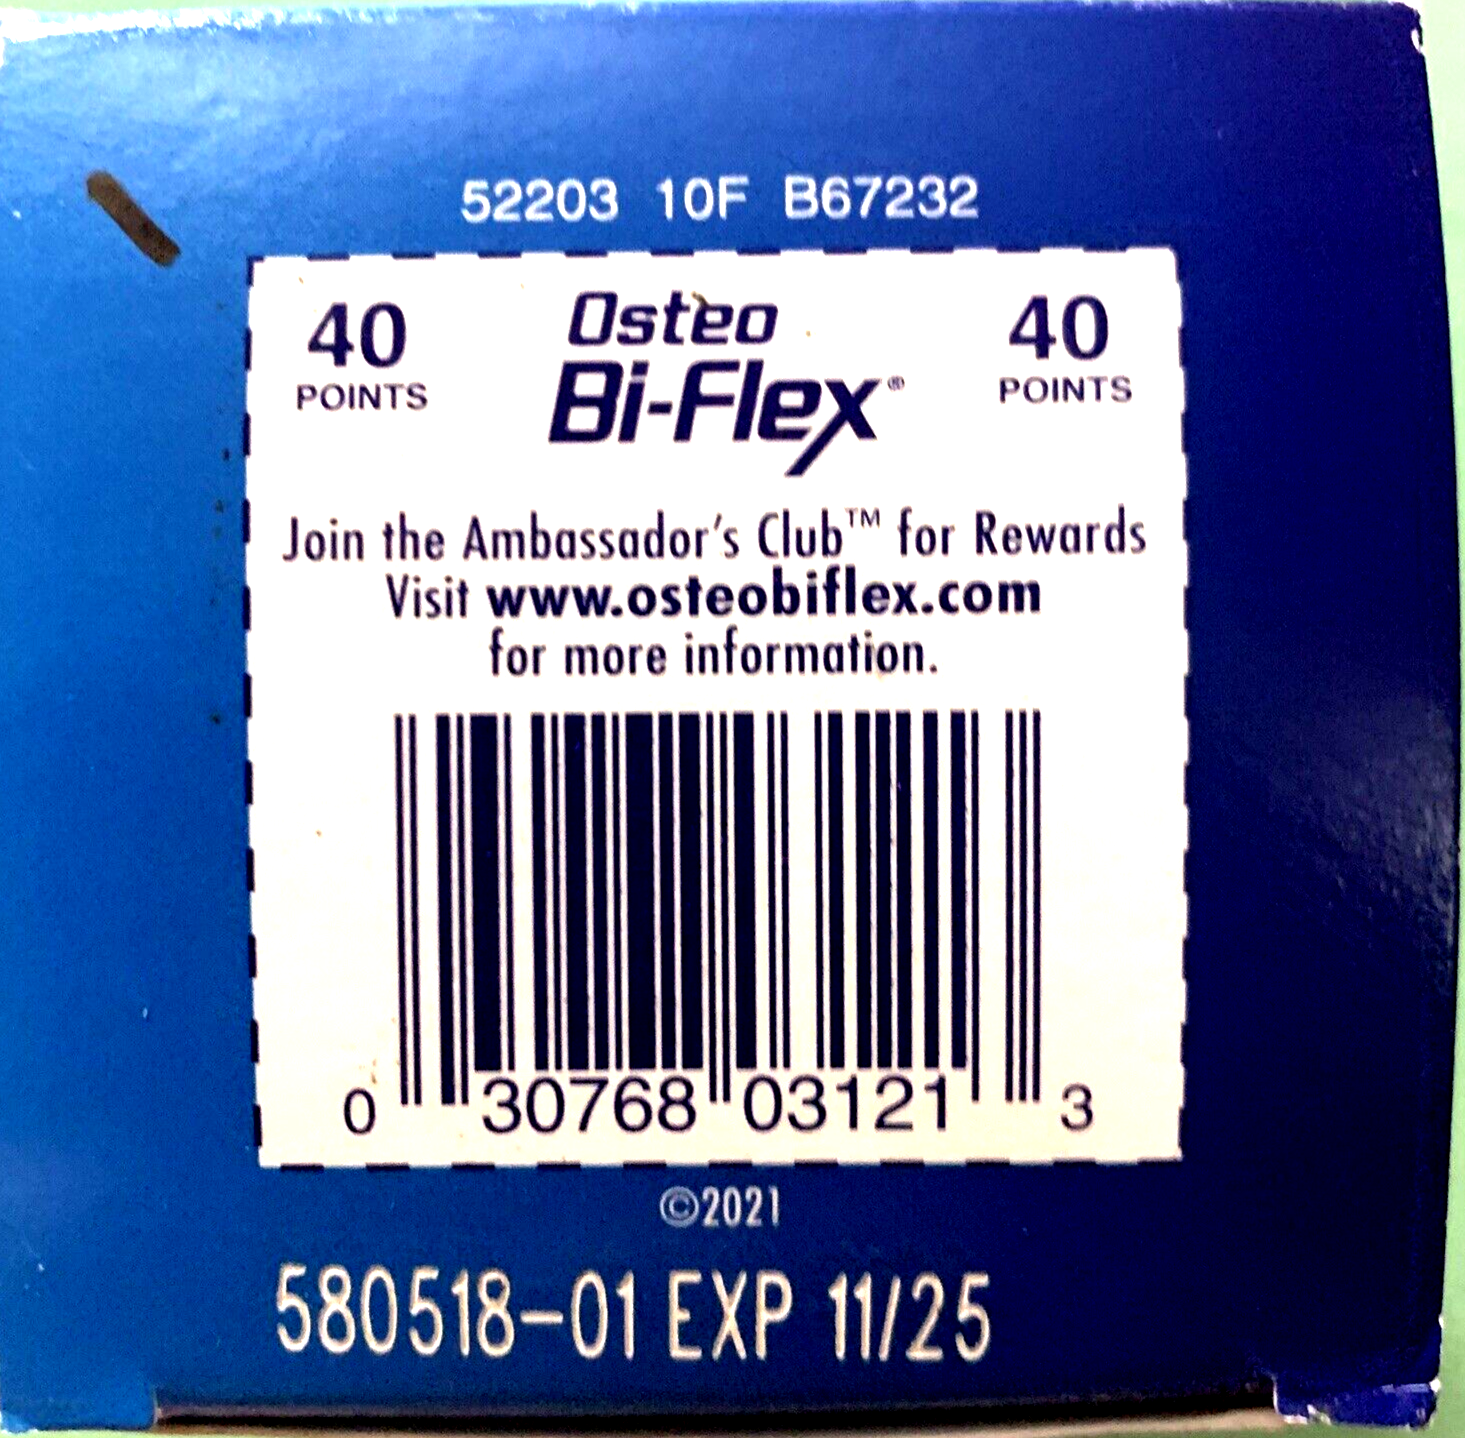 52203 10F B67232
40 POINTS
Osteo
Bi-Flex®
40 POINTS
Join the Ambassador's Club™ for Rewards
Visit www.osteobiflex.com
for more information.
0 30768 03121 3
©2021
580518-01 EXP 11/25